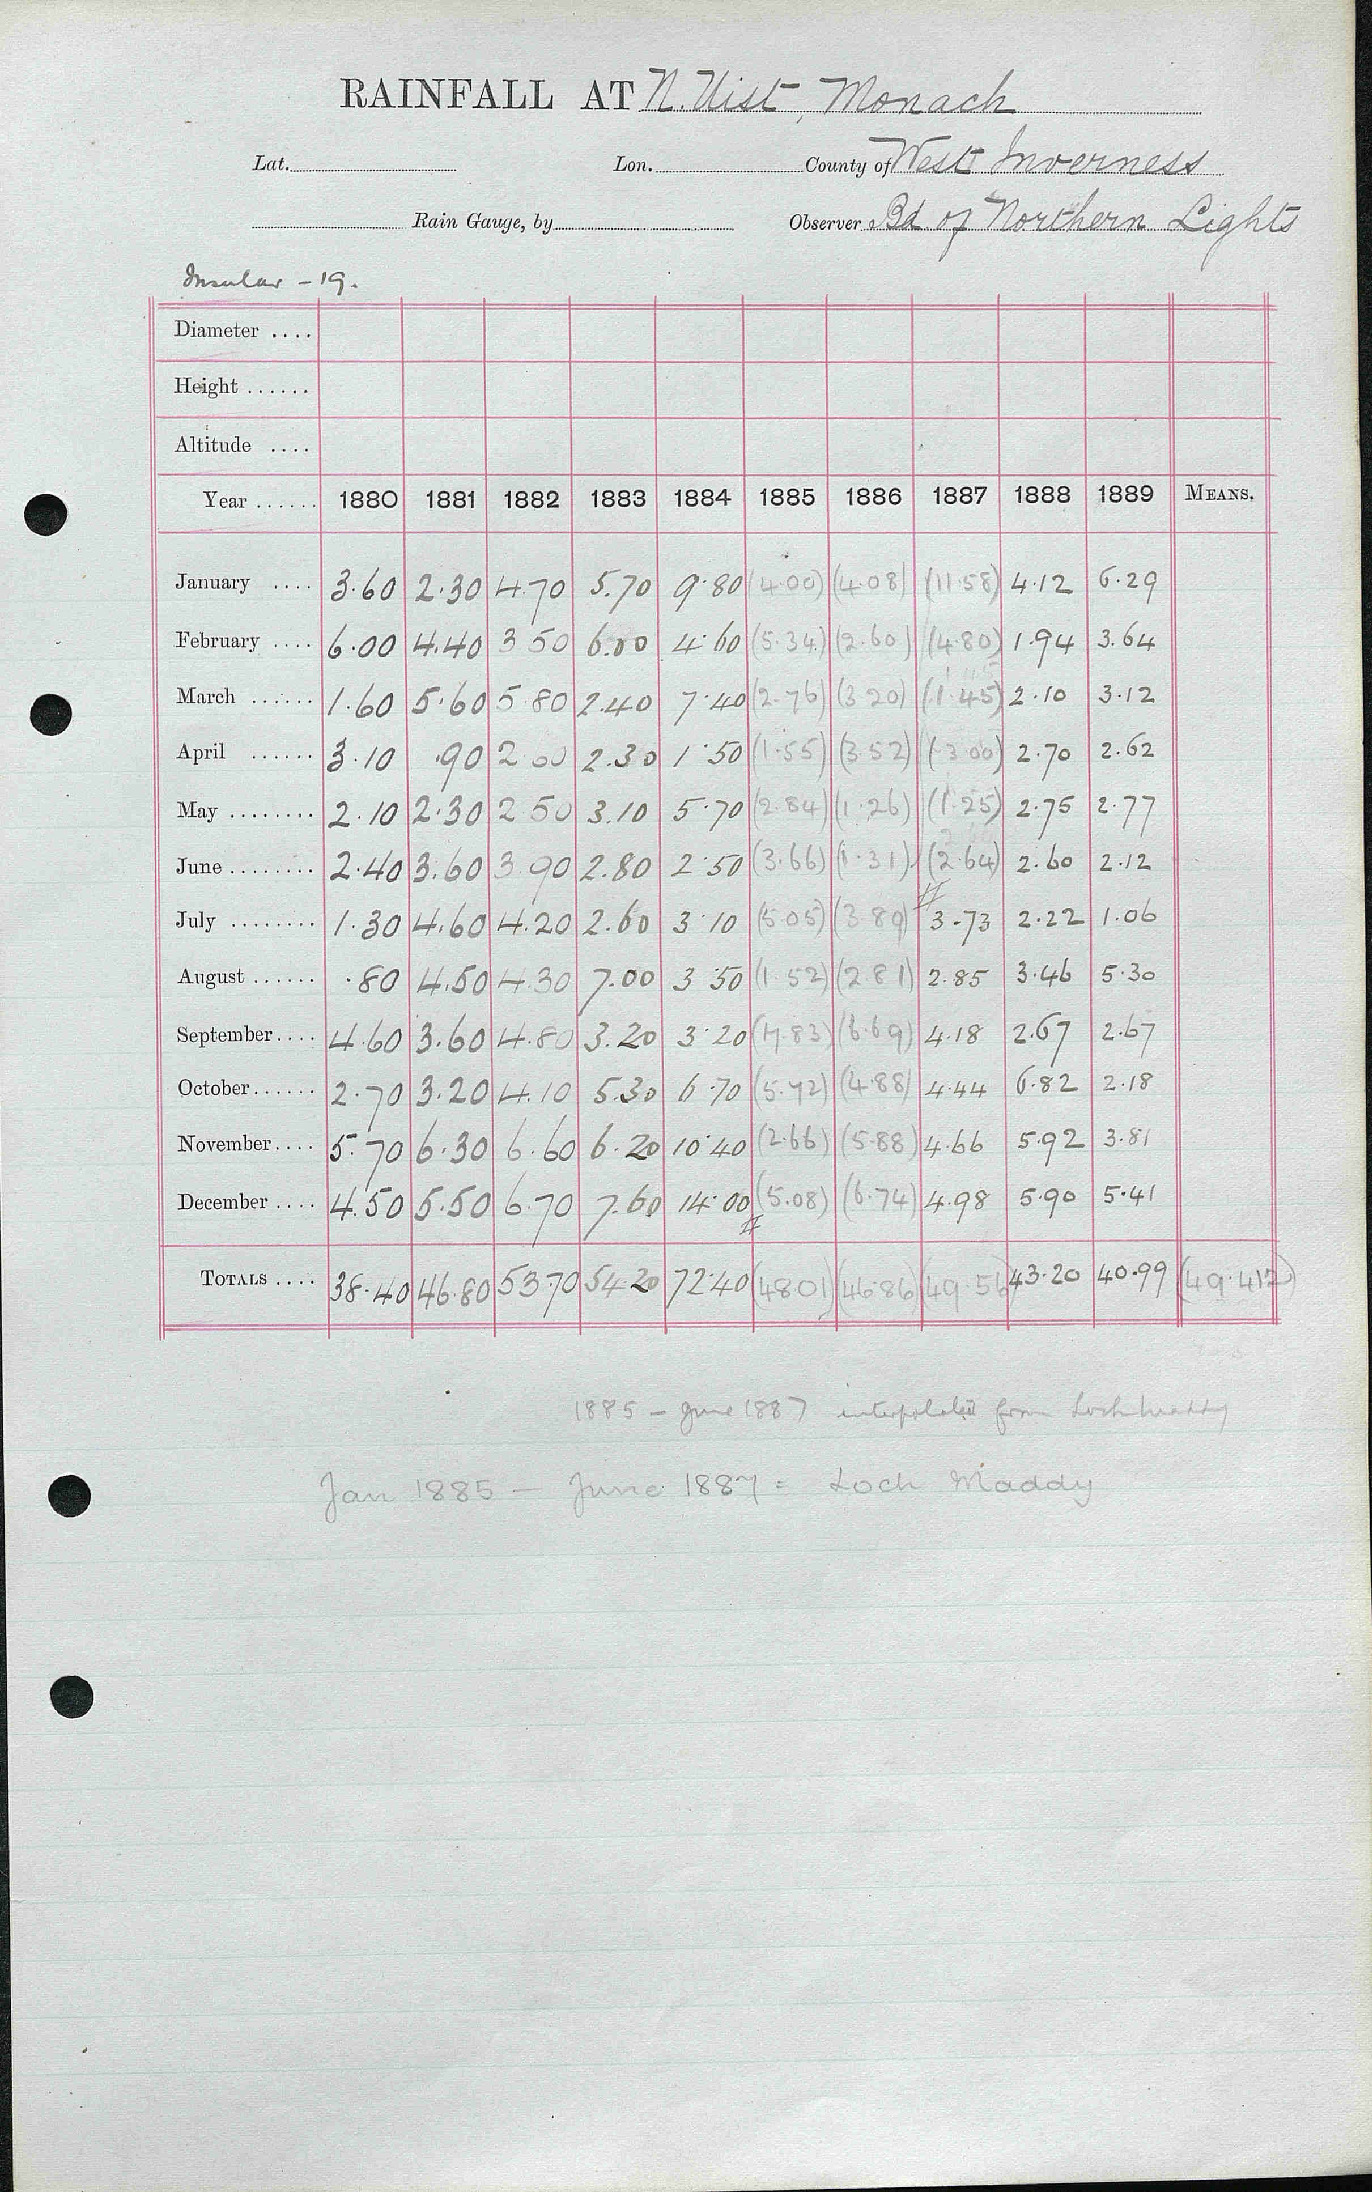 RAINFALL AT N. Uist, Monach
Lat. Lon. County of West Inverness
Rain Gauge, by Observer Bd of Northern Lights
Insular - 19.
Diameter ....
Height ......
Altitude ....
Year ...... 1880 1881 1882 1883 1884 1885 1886 1887 1888 1889 MEANS.
January .... 3.60 2.30 4.70 5.70 9.80 (4.00) (4.08) (11.58) 4.12 6.29
February .... 6.00 4.40 3 50 6.00 4.60 (5.34) (2.60) (4.80) 1.94 3.64
March ...... 1.60 5.60 5 80 2.40 7.40 (2.76) (3 20) (1.45) 2.10 3.12
April ...... 3.10 .90 2 00 2.30 1.50 (1.55) (3.52) (3.00) 2.70 2.62
May ........ 2.10 2.30 2 50 3.10 5.70 (2.84) (1.26) (1.25) 2.75 2.77
June ........ 2.40 3.60 3.90 2.80 2.50 (3.66) (1.31) (2.64) 2.60 2.12
July ........ 1.30 4.60 4.20 2.60 3 10 (5.05) (3.89) 3.73 2.22 1.06
August ...... .80 4.50 4.30 7.00 3 50 (1 52) (2.81) 2.85 3.46 5.30
September .... 4.60 3.60 4.80 3.20 3 20 (7.83) (6.69) 4.18 2.67 2.67
October ...... 2.70 3.20 4.10 5.30 6.70 (5.72) (4.88) 4.44 6.82 2.18
November .... 5.70 6.30 6.60 6.20 10.40 (2.66) (5.88) 4.66 5.92 3.81
December .... 4.50 5.50 6.70 7.60 14.00 (5.08) (6.74) 4.98 5.90 5.41
TOTALS .... 38.40 46.80 53.70 54.20 72.40 (48.01) (46.86) (49.56) 43.20 40.99 (49.412)
1885 - June 1887 interpolated from Lochmaddy
Jan 1885 - June 1887 = Loch Maddy